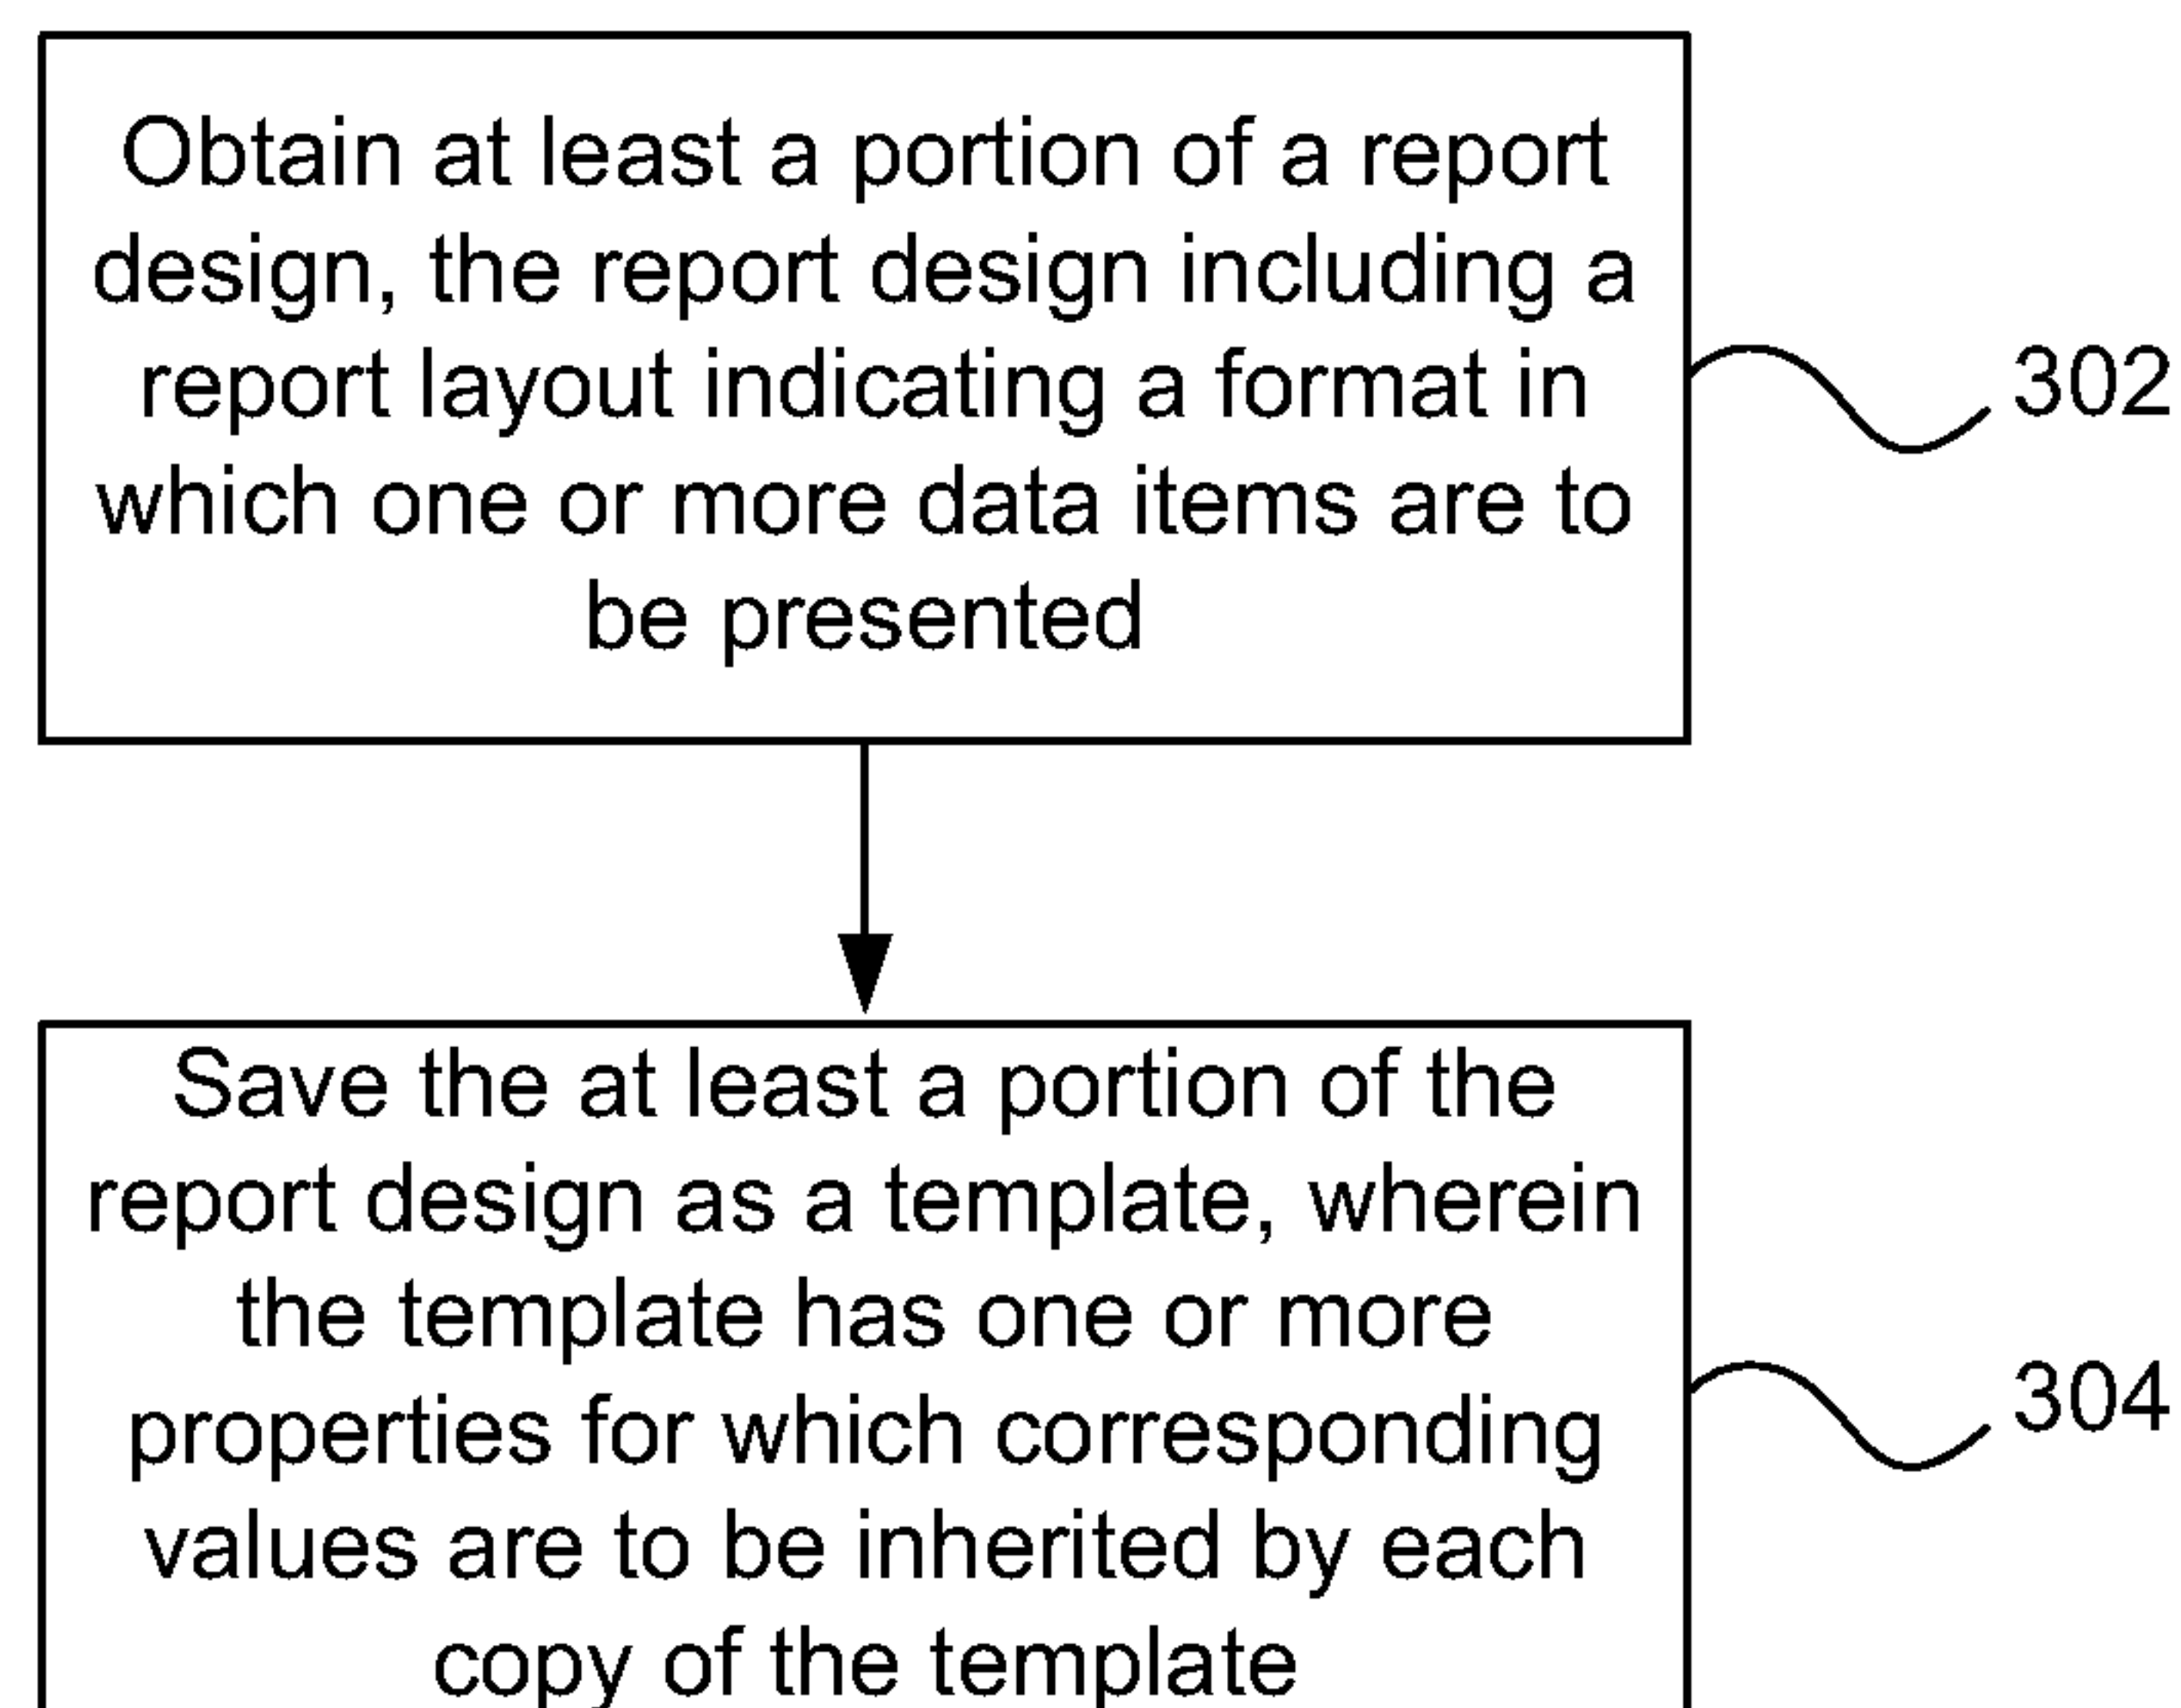 Obtain at least a portion of a report
design, the report design including a
report layout indicating a format in
which one or more data items are to
be presented
302
Save the at least a portion of the
report design as a template, wherein
the template has one or more
properties for which corresponding
values are to be inherited by each
copy of the template
304